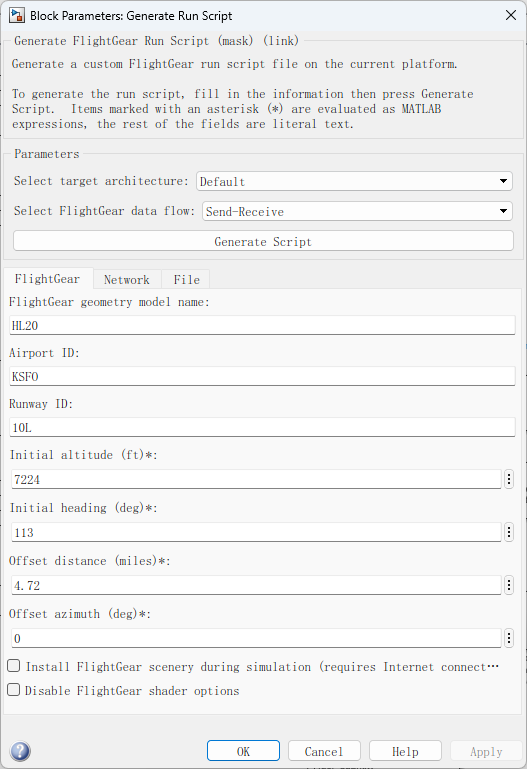 Block Parameters: Generate Run Script
Generate FlightGear Run Script (mask) (link)
Generate a custom FlightGear run script file on the current platform.
To generate the run script, fill in the information then press Generate
Script.  Items marked with an asterisk (*) are evaluated as MATLAB
expressions, the rest of the fields are literal text.
Parameters
Select target architecture: Default
Select FlightGear data flow: Send-Receive
Generate Script
FlightGear Network File
FlightGear geometry model name:
HL20
Airport ID:
KSFO
Runway ID:
10L
Initial altitude (ft)*:
7224
Initial heading (deg)*:
113
Offset distance (miles)*:
4.72
Offset azimuth (deg)*:
0
Install FlightGear scenery during simulation (requires Internet connect…
Disable FlightGear shader options
? OK Cancel Help Apply